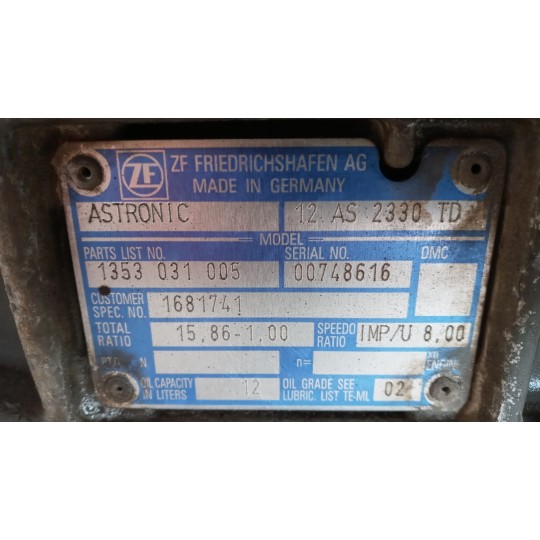 ZF ZF FRIEDRICHSHAFEN AG
MADE IN GERMANY
ASTRONIC 12 AS 2330 TD
MODEL
PARTS LIST NO. SERIAL NO. DMC
1353 031 005 00748616
CUSTOMER SPEC. NO. 1681741
TOTAL RATIO 15,86-1,00 SPEEDO RATIO IMP/U 8,00
N n= ENGINE
OIL CAPACITY IN LITERS 12 OIL GRADE SEE LUBRIC. LIST TE-ML 02